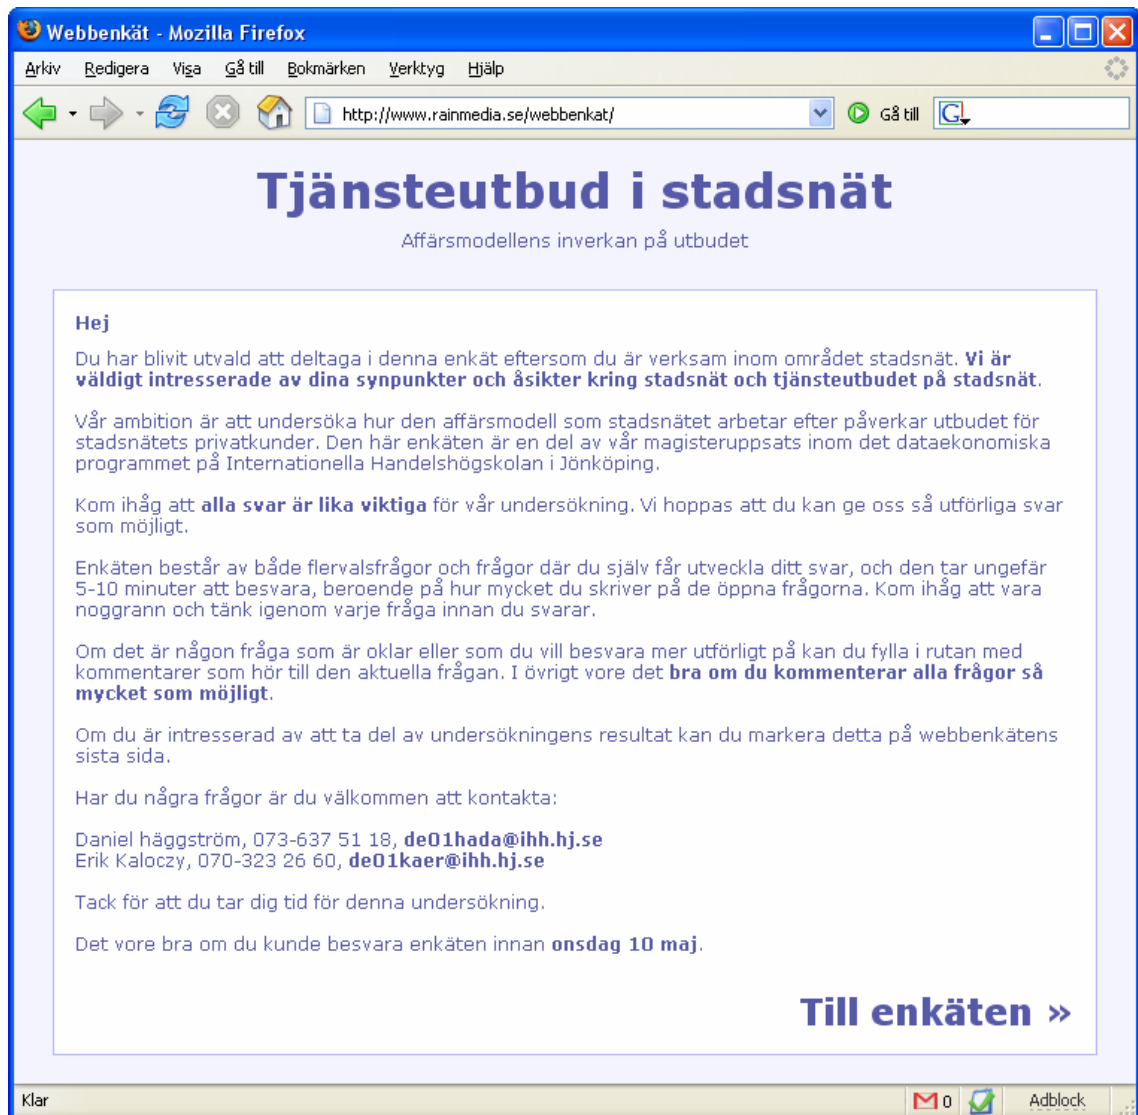 Webbenkät - Mozilla Firefox
Arkiv Redigera Visa Gå till Bokmärken Verktyg Hjälp
http://www.rainmedia.se/webbenkat/ Gå till G
Tjänsteutbud i stadsnät
Affärsmodellens inverkan på utbudet
Hej
Du har blivit utvald att deltaga i denna enkät eftersom du är verksam inom området stadsnät. Vi är
väldigt intresserade av dina synpunkter och åsikter kring stadsnät och tjänsteutbudet på stadsnät.
Vår ambition är att undersöka hur den affärsmodell som stadsnätet arbetar efter påverkar utbudet för
stadsnätets privatkunder. Den här enkäten är en del av vår magisteruppsats inom det dataekonomiska
programmet på Internationella Handelshögskolan i Jönköping.
Kom ihåg att alla svar är lika viktiga för vår undersökning. Vi hoppas att du kan ge oss så utförliga svar
som möjligt.
Enkäten består av både flervalsfrågor och frågor där du själv får utveckla ditt svar, och den tar ungefär
5-10 minuter att besvara, beroende på hur mycket du skriver på de öppna frågorna. Kom ihåg att vara
noggrann och tänk igenom varje fråga innan du svarar.
Om det är någon fråga som är oklar eller som du vill besvara mer utförligt på kan du fylla i rutan med
kommentarer som hör till den aktuella frågan. I övrigt vore det bra om du kommenterar alla frågor så
mycket som möjligt.
Om du är intresserad av att ta del av undersökningens resultat kan du markera detta på webbenkätens
sista sida.
Har du några frågor är du välkommen att kontakta:
Daniel häggström, 073-637 51 18, de01hada@ihh.hj.se
Erik Kaloczy, 070-323 26 60, de01kaer@ihh.hj.se
Tack för att du tar dig tid för denna undersökning.
Det vore bra om du kunde besvara enkäten innan onsdag 10 maj.
Till enkäten »
Klar 0 Adblock